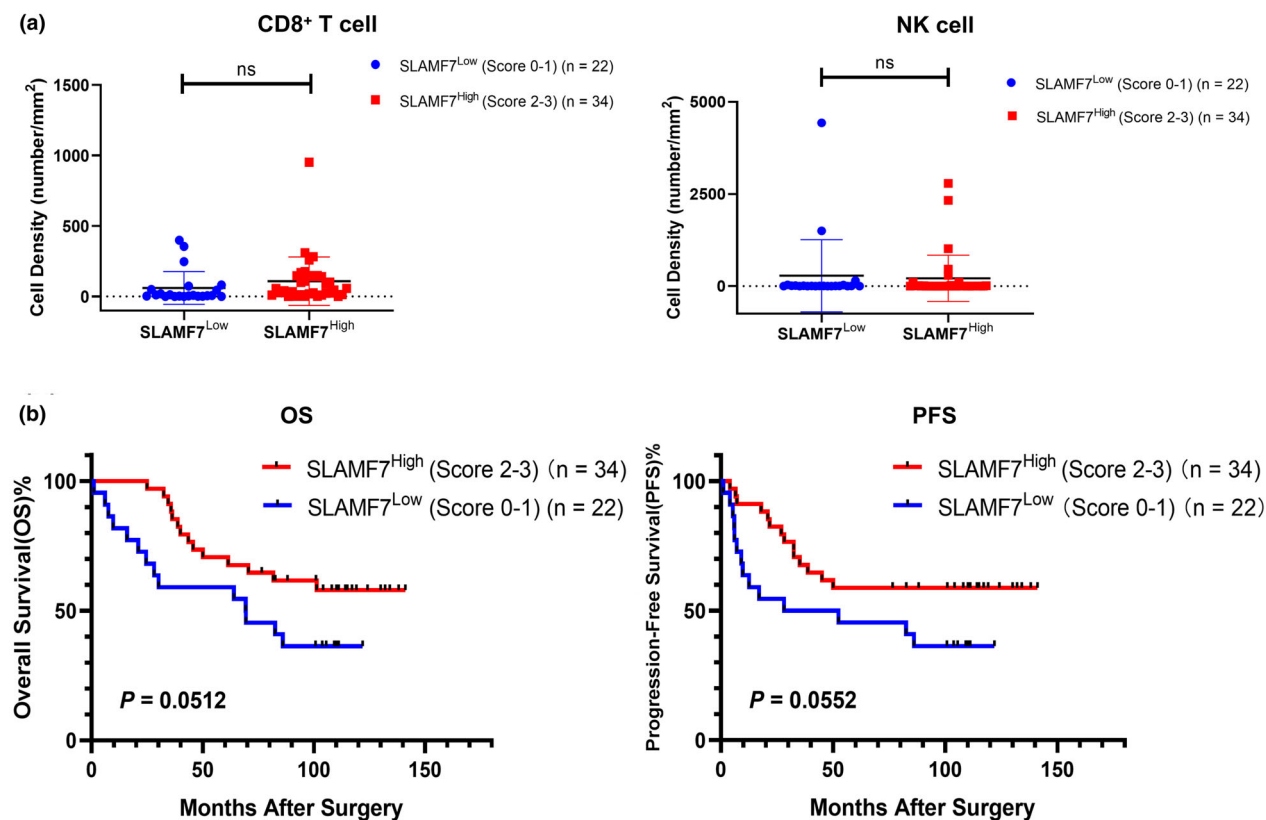 (a)
CD8⁺ T cell
ns
SLAMF7^Low (Score 0-1) (n = 22)
SLAMF7^High (Score 2-3) (n = 34)
Cell Density (number/mm²)
1500
1000
500
0
SLAMF7^Low
SLAMF7^High
NK cell
ns
SLAMF7^Low (Score 0-1) (n = 22)
SLAMF7^High (Score 2-3) (n = 34)
Cell Density (number/mm²)
5000
2500
0
SLAMF7^Low
SLAMF7^High
(b)
OS
SLAMF7^High (Score 2-3) (n = 34)
SLAMF7^Low (Score 0-1) (n = 22)
Overall Survival(OS)%
100
50
0
P = 0.0512
0 50 100 150
Months After Surgery
PFS
SLAMF7^High (Score 2-3) (n = 34)
SLAMF7^Low (Score 0-1) (n = 22)
Progression-Free Survival(PFS)%
100
50
0
P = 0.0552
0 50 100 150
Months After Surgery